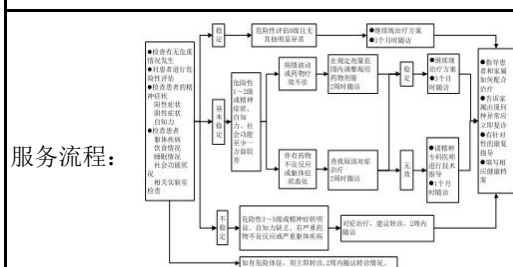 服务流程：
●检查有无危重
情况发生
●对患者进行危
险性评估
●检查患者的精
神症状
阳性症状
阴性症状
自知力
●检查患者
躯体疾病
饮食情况
睡眠情况
社会功能状
况
相关实验室
检查
稳定
危险性评估0级且无
其他明显异常
●继续现治疗方案
●3个月时随访
基本稳定
危险性
1～2级
或精神
症状、
自知
力、社
会功能
至少一
方面较
差
病情波动
或药物疗
效不佳
在规定剂量范
围内调整现用
药物剂量
2周时随访
稳定
●继续现
治疗方案
●3个月
时随访
伴有药物
不良反应
或躯体症
状恶化
查找原因对症
治疗
2周时随访
无效
●请精神
专科医师
进行技术
指导
●1个月
时随访
不稳定
危险性3～5级或精神症状明
显、自知力缺乏、有严重药
物不良反应或严重躯体疾病
对症治疗，建议转诊，2周内
随访
如有危险体征，须立即转诊,2周内随访转诊情况。
●指导患
者和家属
如何配合
治疗
●告诉家
属出现何
种异常应
立即复诊
●有针对
性的康复
指导
●填写相
应健康档
案